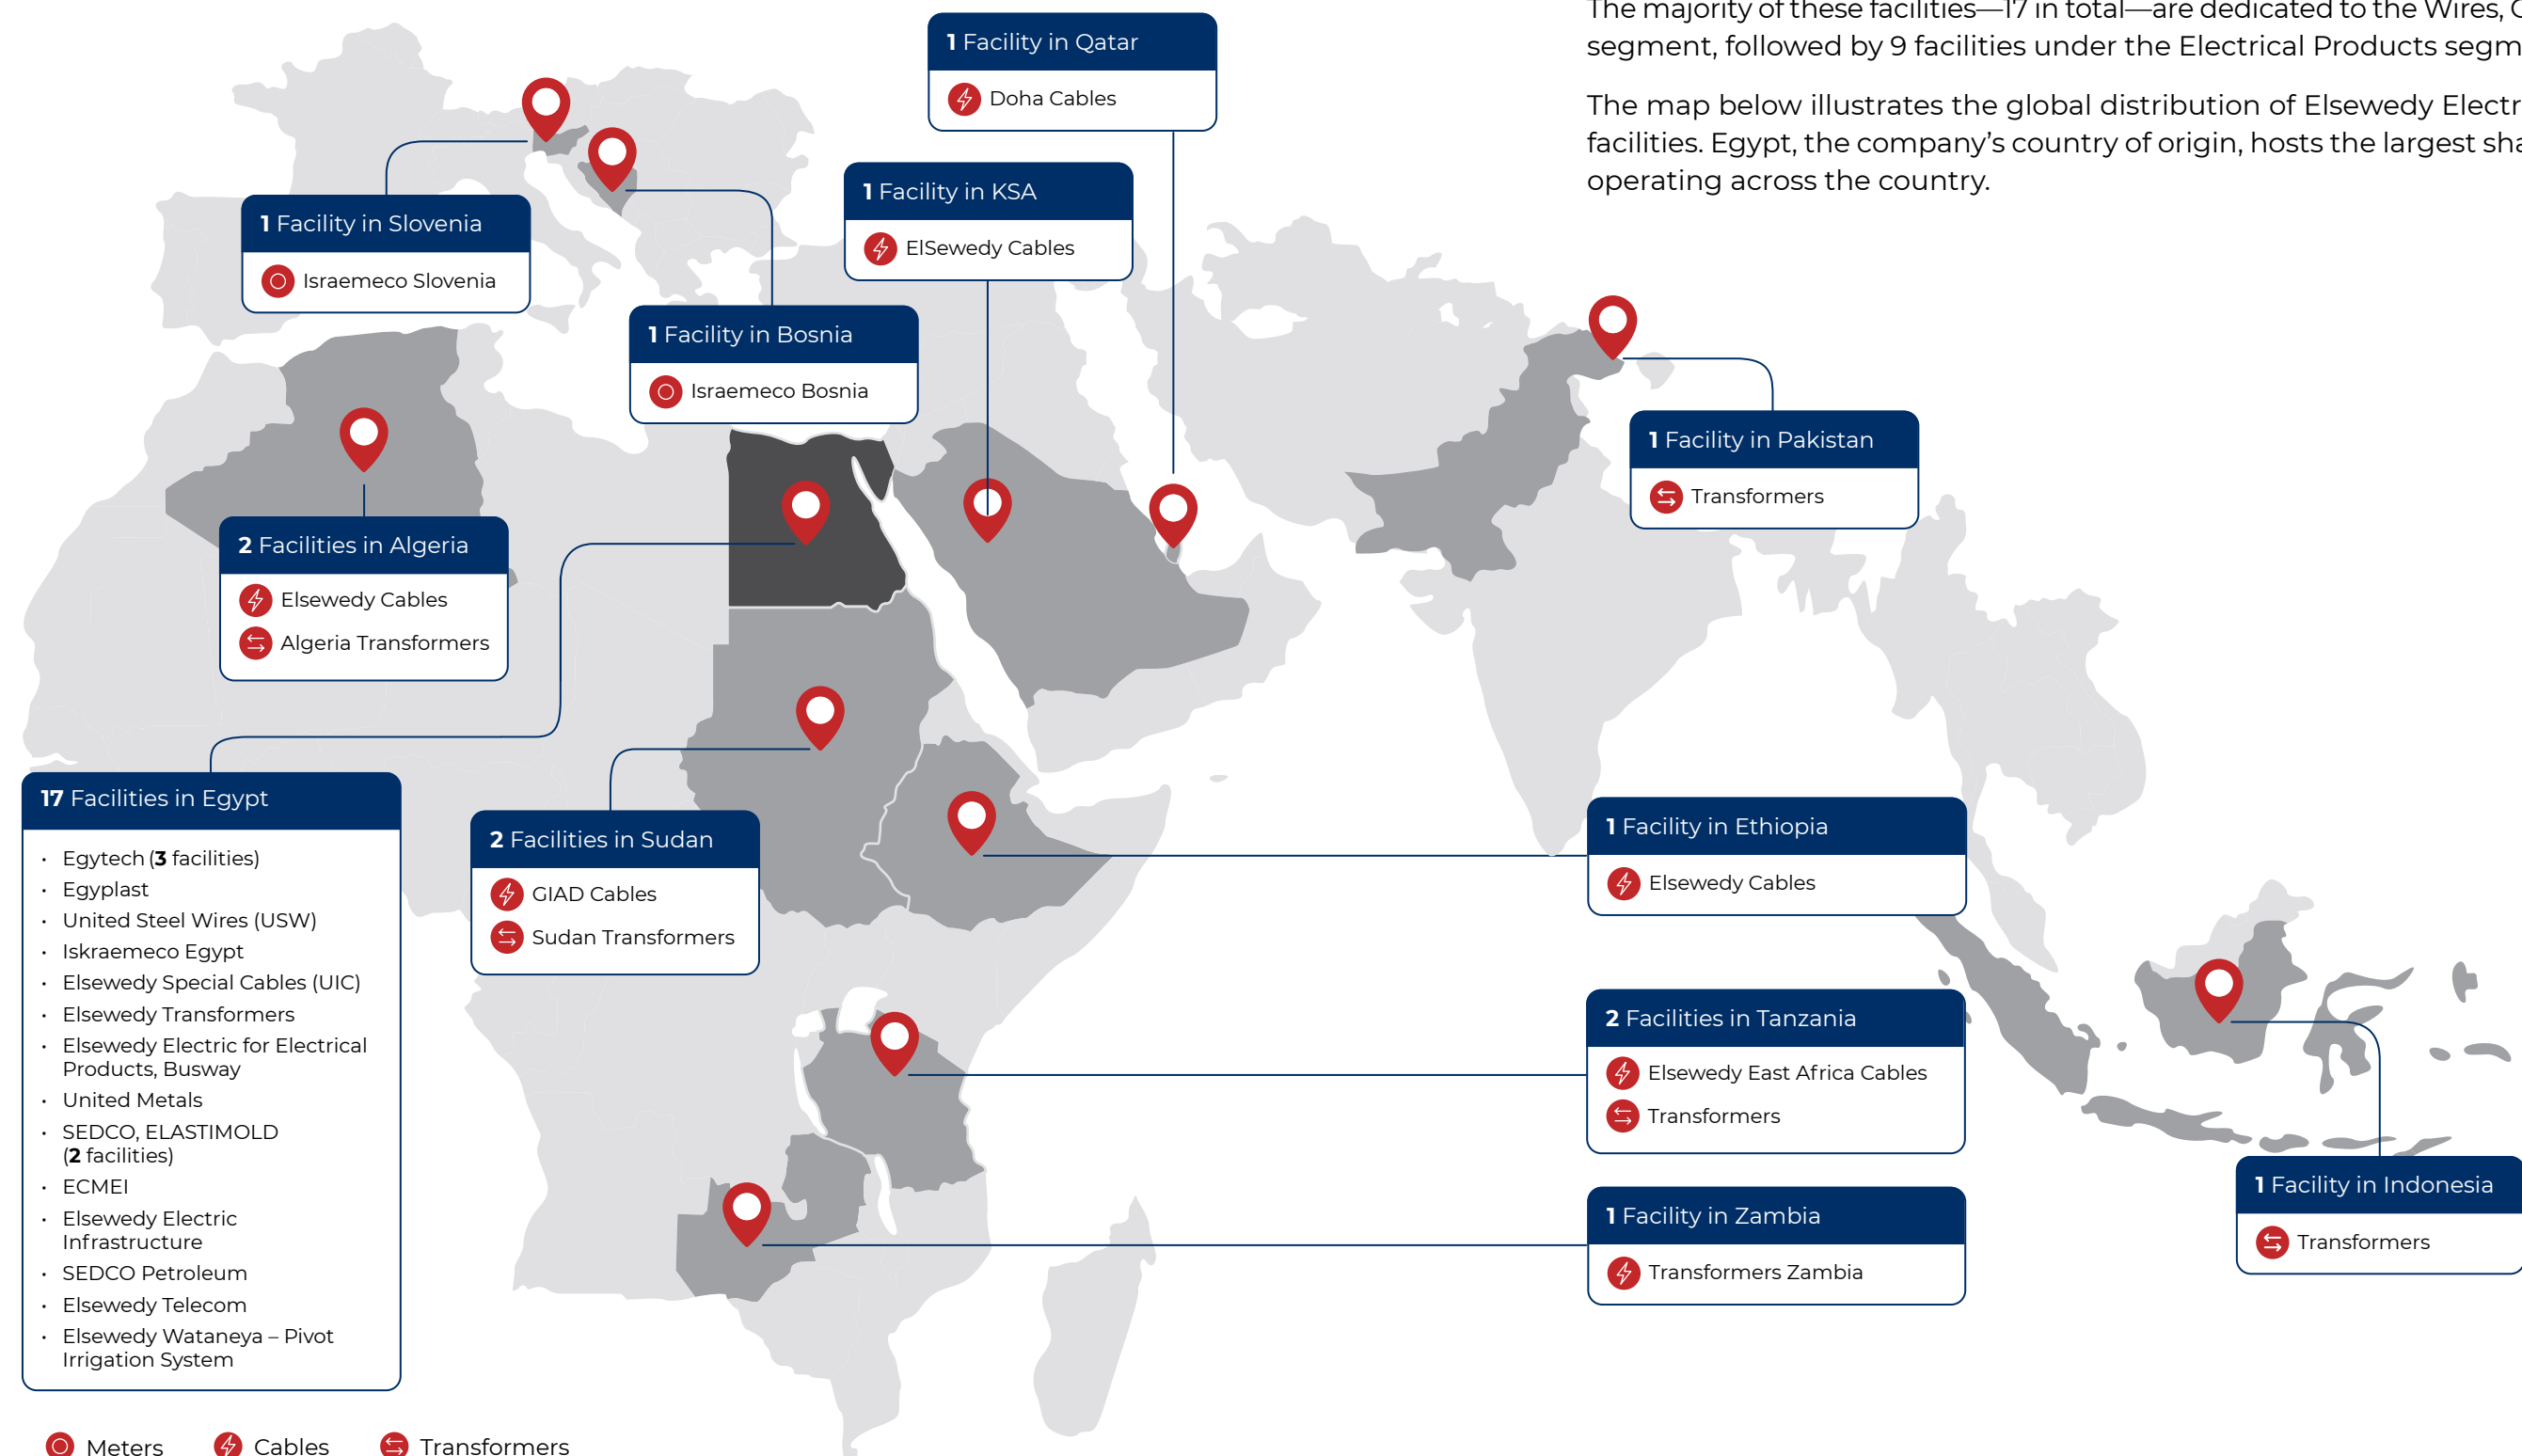 The majority of these facilities—17 in total—are dedicated to the Wires,
segment, followed by 9 facilities under the Electrical Products
The map below illustrates the global distribution of Elsewedy
facilities. Egypt, the company’s country of origin, hosts the largest
operating across the country.
1 Facility in Qatar
Doha Cables
1 Facility in KSA
ElSewedy Cables
1 Facility in Slovenia
Israemeco Slovenia
1 Facility in Bosnia
Israemeco Bosnia
1 Facility in Pakistan
Transformers
2 Facilities in Algeria
Elsewedy Cables
Algeria Transformers
17 Facilities in Egypt
• Egytech (3 facilities)
• Egyplast
• United Steel Wires (USW)
• Iskraemeco Egypt
• Elsewedy Special Cables (UIC)
• Elsewedy Transformers
• Elsewedy Electric for Electrical
Products, Busway
• United Metals
• SEDCO, ELASTIMOLD
(2 facilities)
• ECMEI
• Elsewedy Electric
Infrastructure
• SEDCO Petroleum
• Elsewedy Telecom
• Elsewedy Wataneya – Pivot
Irrigation System
2 Facilities in Sudan
GIAD Cables
Sudan Transformers
1 Facility in Ethiopia
Elsewedy Cables
2 Facilities in Tanzania
Elsewedy East Africa Cables
Transformers
1 Facility in Zambia
Transformers Zambia
1 Facility in Indonesia
Transformers
Meters
Cables
Transformers